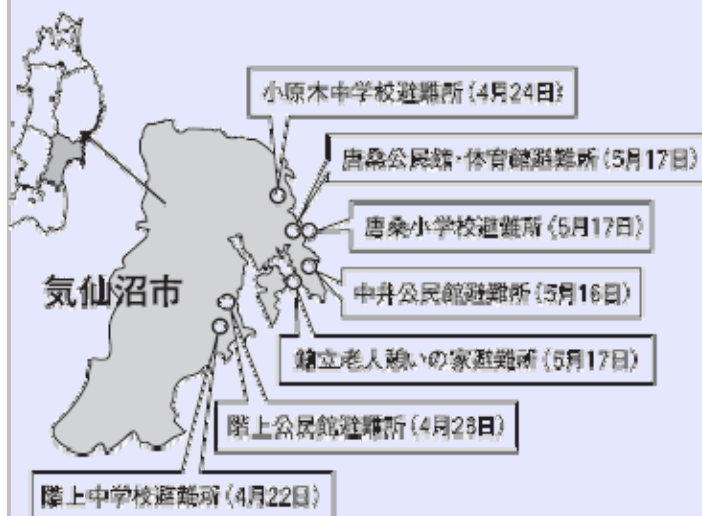 小原木中学校避難所（4月24日）
唐桑公民館・体育館避難所（5月17日）
唐桑小学校避難所（5月17日）
中井公民館避難所（5月16日）
気仙沼市
老人憩いの家避難所（5月17日）
階上公民館避難所
階上中学校避難所（4月22日）